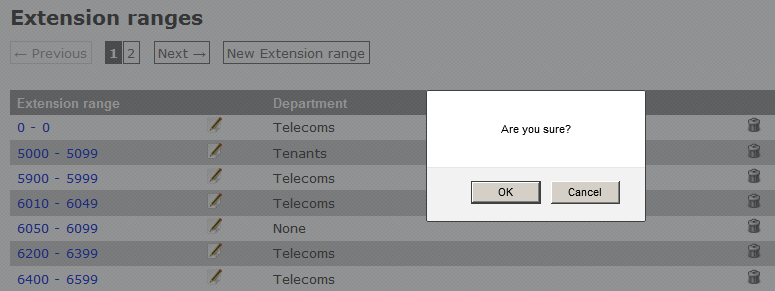 Extension ranges
← Previous 1 2 Next → New Extension range
Extension range Department
Are you sure?
0 - 0 Telecoms
5000 - 5099 Tenants
5900 - 5999 Telecoms
OK Cancel
6010 - 6049 Telecoms
6050 - 6099 None
6200 - 6399 Telecoms
6400 - 6599 Telecoms